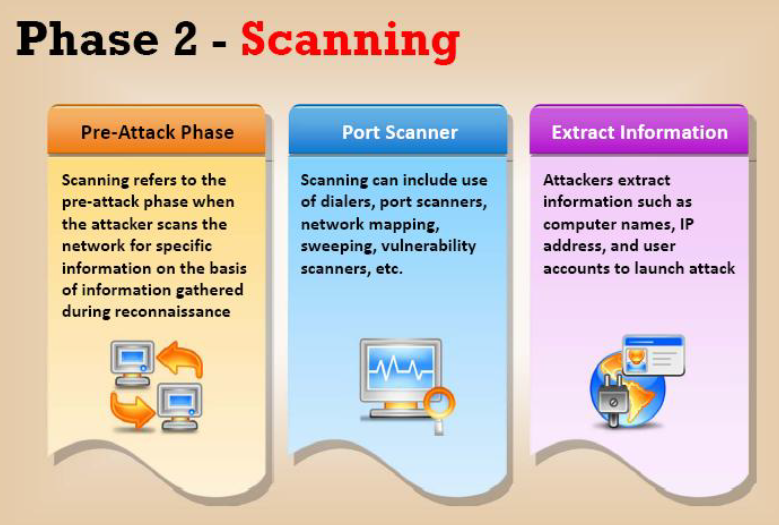 Phase 2 - Scanning
Pre-Attack Phase
Scanning refers to the
pre-attack phase when
the attacker scans the
network for specific
information on the basis
of information gathered
during reconnaissance
Port Scanner
Scanning can include use
of dialers, port scanners,
network mapping,
sweeping, vulnerability
scanners, etc.
Extract Information
Attackers extract
information such as
computer names, IP
address, and user
accounts to launch attack